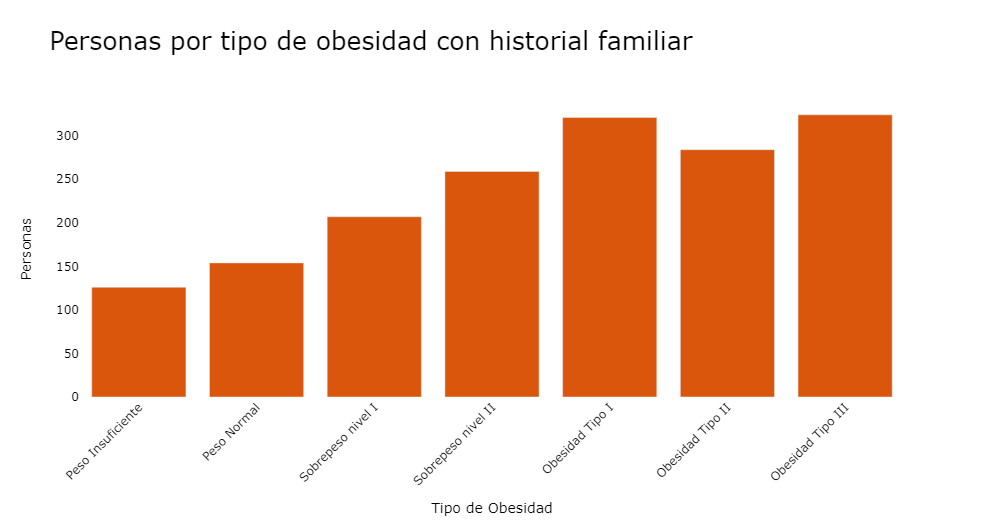 Personas por tipo de obesidad con historial familiar
300
250
200
150
100
50
0
Personas
Peso Insuficiente
Peso Normal
Sobrepeso nivel I
Sobrepeso nivel II
Obesidad Tipo I
Obesidad Tipo II
Obesidad Tipo III
Tipo de Obesidad